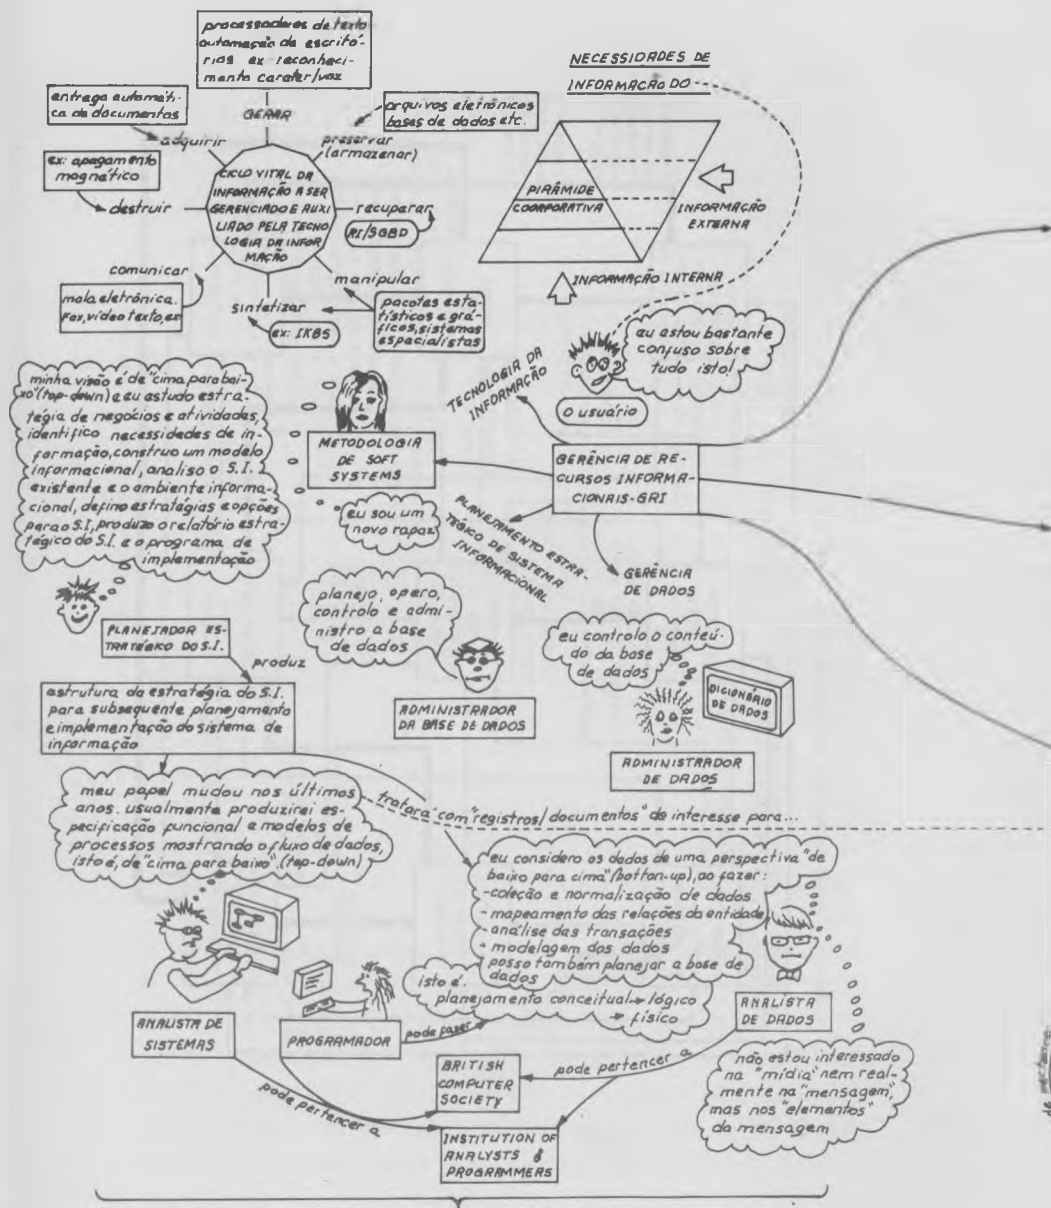 processadores de texto
automação de escritó-
rios ex reconheci-
mento carater/voz
entrega automáti-
ca de documentos
GERAR
arquivos eletrônicos
bases de dados etc.
adquirir
preservar
(armazenar)
ex: apagamento
magnético
destruir
CICLO VITAL DA
INFORMAÇÃO A SER
GERENCIADO E AUXI
LIADO PELA TECNO
LOGIA DA INFOR
MAÇÃO
recuperar
RI/SGBD
comunicar
manipular
mala eletrônica.
Fax, video texto, ex
sintetizar
ex: IKBS
pacotes esta-
tísticos e grá-
ficos, sistemas
especialistas
NECESSIDADES DE
INFORMAÇÃO DO
PIRÂMIDE
COORPORATIVA
INFORMAÇÃO
EXTERNA
INFORMAÇÃO INTERNA
eu estou bastante
confuso sobre
tudo isto!
O usuário
TECNOLOGIA DA
INFORMAÇÃO
minha visão é de "cima para bai-
xo" (top-down) e eu estudo estra-
tégia de negócios e atividades,
identifico necessidades de in-
formação, construo um modelo
informacional, analiso o S.I.
existente e o ambiente informa-
cional, defino estratégias e opções
para o S.I, produzo o relatório estra-
tégico do S.I. e o programa de
implementação
METODOLOGIA
DE SOFT
SYSTEMS
eu sou um
novo rapaz
GERÊNCIA DE RE-
CURSOS INFORMA-
CIONAIS-GRI
PLANEJAMENTO ESTRA-
TÉGICO DE SISTEMA
INFORMACIONAL
GERÊNCIA
DE DADOS
PLANEJADOR ES-
TRATÉGICO DO S.I.
produz
planejo, opero,
controlo e admi-
nistro a base
de dados
ADMINISTRADOR
DA BASE DE DADOS
eu controlo o conteú-
do da base
de dados
DICIONÁRIO
DE DADOS
ADMINISTRADOR
DE DADOS
estrutura da estratégia do S.I.
para subsequente planejamento
e implementação do sistema de
informação
meu papel mudou nos últimos
anos. usualmente produzirei es-
pecificação funcional e modelos de
processos mostrando o fluxo de dados,
isto é, de "cima para baixo". (top-down)
tratará com "registros/documentos" de interesse para...
eu considero os dados de uma perspectiva "de
baixo para cima" (botton-up), ao fazer:
-coleção e normalização de dados
-mapeamento das relações da entidade
-análise das transações
-modelagem dos dados
posso também planejar a base de
dados
isto é.
planejamento conceitual → lógico
→ físico
ANALISTA DE
SISTEMAS
PROGRAMADOR
pode fazer
ANALÍSTA
DE DADOS
pode pertencer a
BRITISH
COMPUTER
SOCIETY
pode pertencer a
INSTITUTION OF
ANALYSTS &
PROGRAMMERS
não estou interessado
na "mídia" nem real-
mente na "mensagem",
mas nos "elementos"
da mensagem